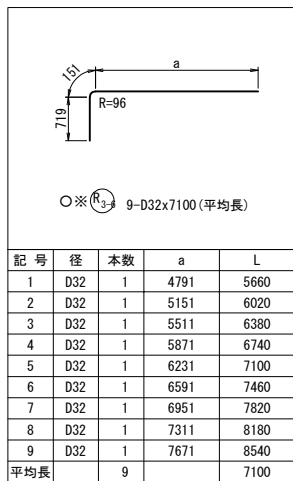 151
a
719
R=96
○※ R3-6 9-D32x7100(平均長)
記 号 径 本数 a L
1 D32 1 4791 5660
2 D32 1 5151 6020
3 D32 1 5511 6380
4 D32 1 5871 6740
5 D32 1 6231 7100
6 D32 1 6591 7460
7 D32 1 6951 7820
8 D32 1 7311 8180
9 D32 1 7671 8540
平均長 9 7100